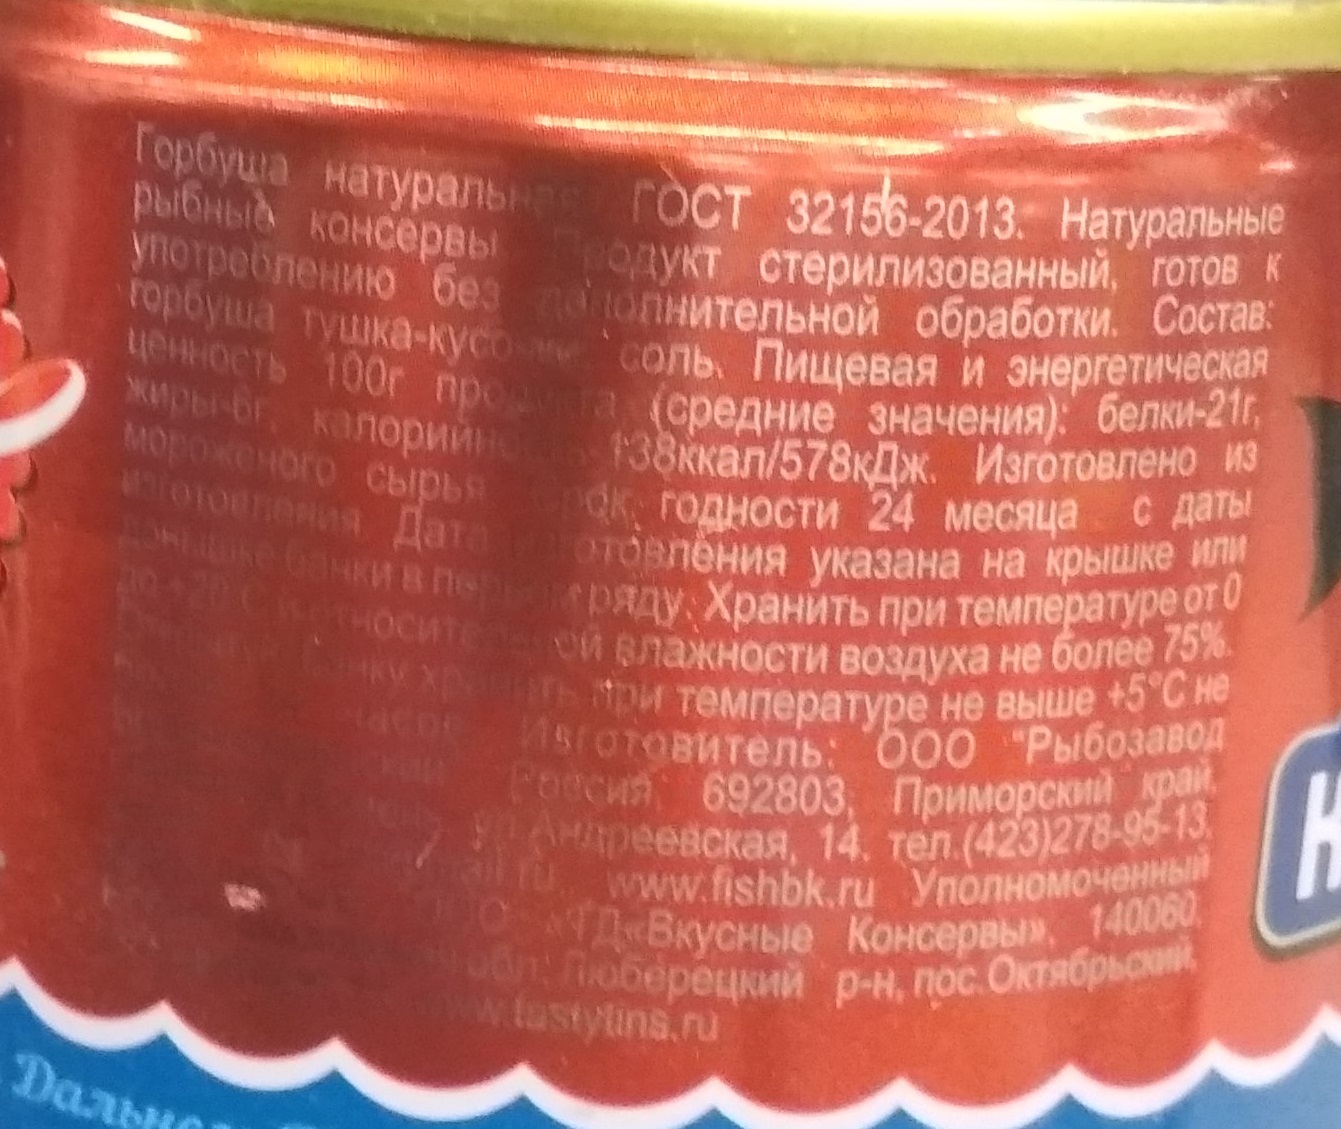 Горбуша натуральная ГОСТ 32156-2013. Натуральные
рыбные консервы Продукт стерилизованный, готов к
употреблению без дополнительной обработки. Состав:
горбуша тушка-кусочки, соль. Пищевая и энергетическая
ценность 100г продукта (средние значения): белки-21г,
жиры-6г, калорийность 138ккал/578кДж. Изготовлено из
мороженого сырья Срок годности 24 месяца с даты
изготовления Дата изготовления указана на крышке или
донышке банки в первом ряду. Хранить при температуре от 0
до +20 С и относительной влажности воздуха не более 75%.
банку хранить при температуре не выше +5°С не
часов Изготовитель: ООО "Рыбозавод
Россия, 692803, Приморский край,
ул.Андреевская, 14. тел.(423)278-95-13,
mail.ru www.fishbk.ru Уполномоченный
ООО «ТД«Вкусные Консервы», 140060,
обл. Люберецкий р-н, пос.Октябрьский,
www.tastytins.ru